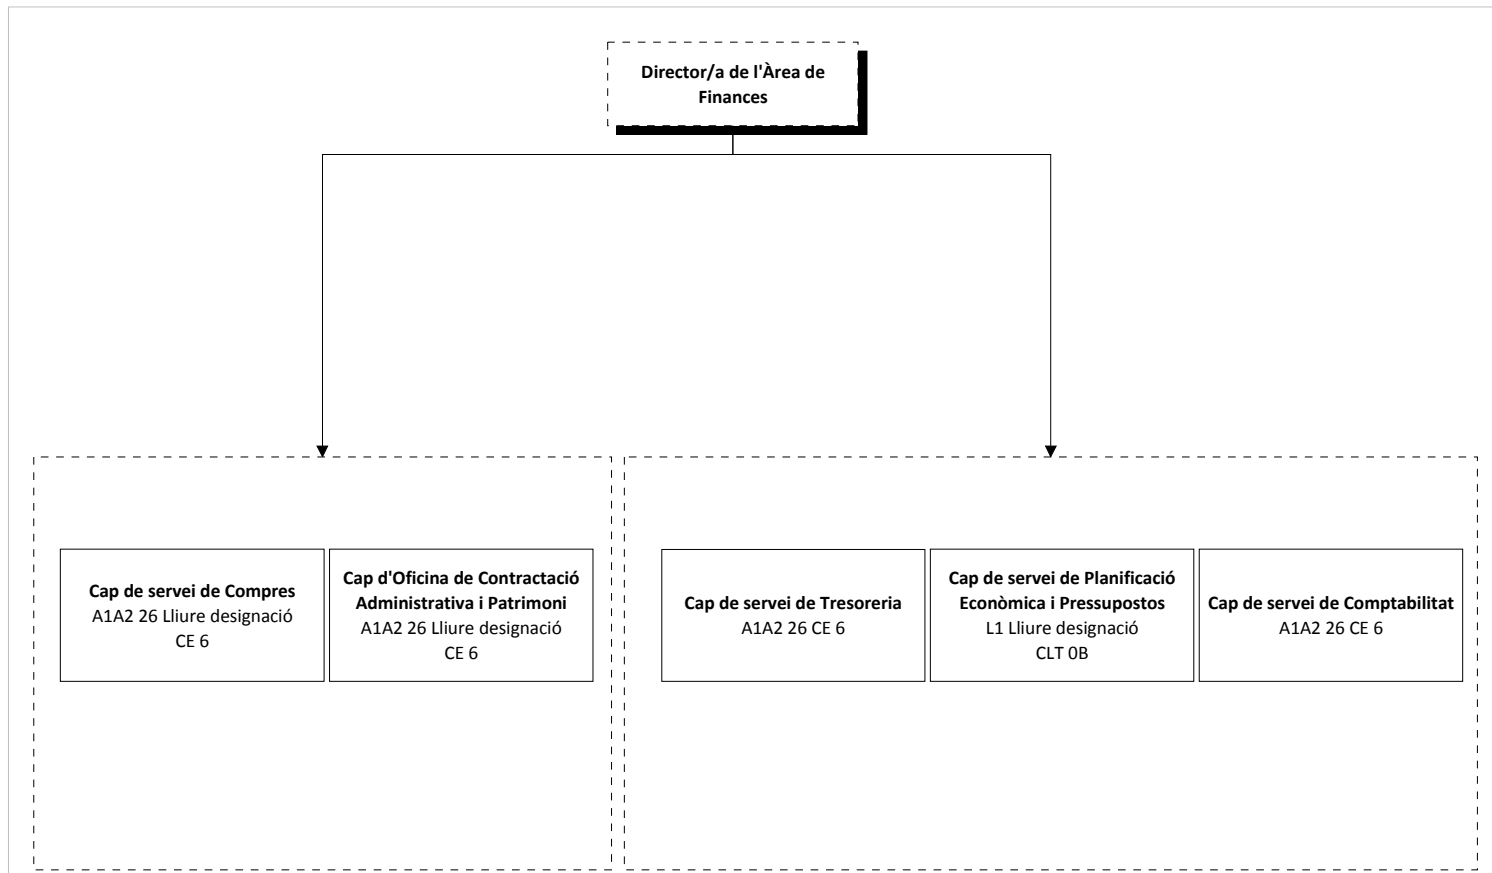 Director/a de l'Àrea de
Finances
Cap de servei de Compres
A1A2 26 Lliure designació
CE 6
Cap d'Oficina de Contractació
Administrativa i Patrimoni
A1A2 26 Lliure designació
CE 6
Cap de servei de Tresoreria
A1A2 26 CE 6
Cap de servei de Planificació
Econòmica i Pressupostos
L1 Lliure designació
CLT 0B
Cap de servei de Comptabilitat
A1A2 26 CE 6